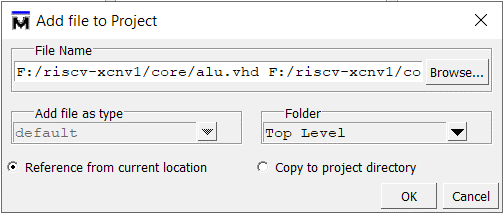 Add file to Project
File Name
F:/riscv-xcnv1/core/alu.vhd F:/riscv-xcnv1/co
Browse...
Add file as type
Folder
default
Top Level
Reference from current location
Copy to project directory
OK
Cancel